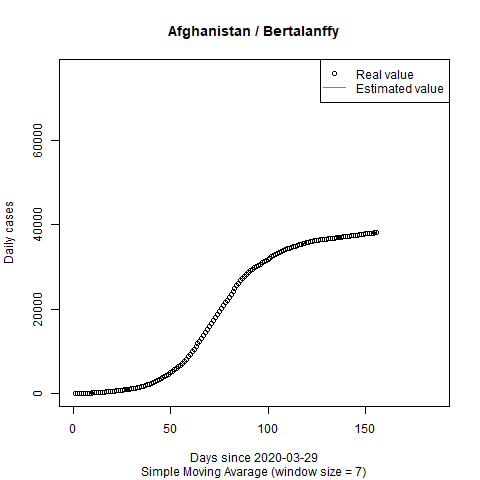 Afghanistan / Bertalanffy
Real value
Estimated value
Daily cases
60000
40000
20000
0
0 50 100 150
Days since 2020-03-29
Simple Moving Avarage (window size = 7)